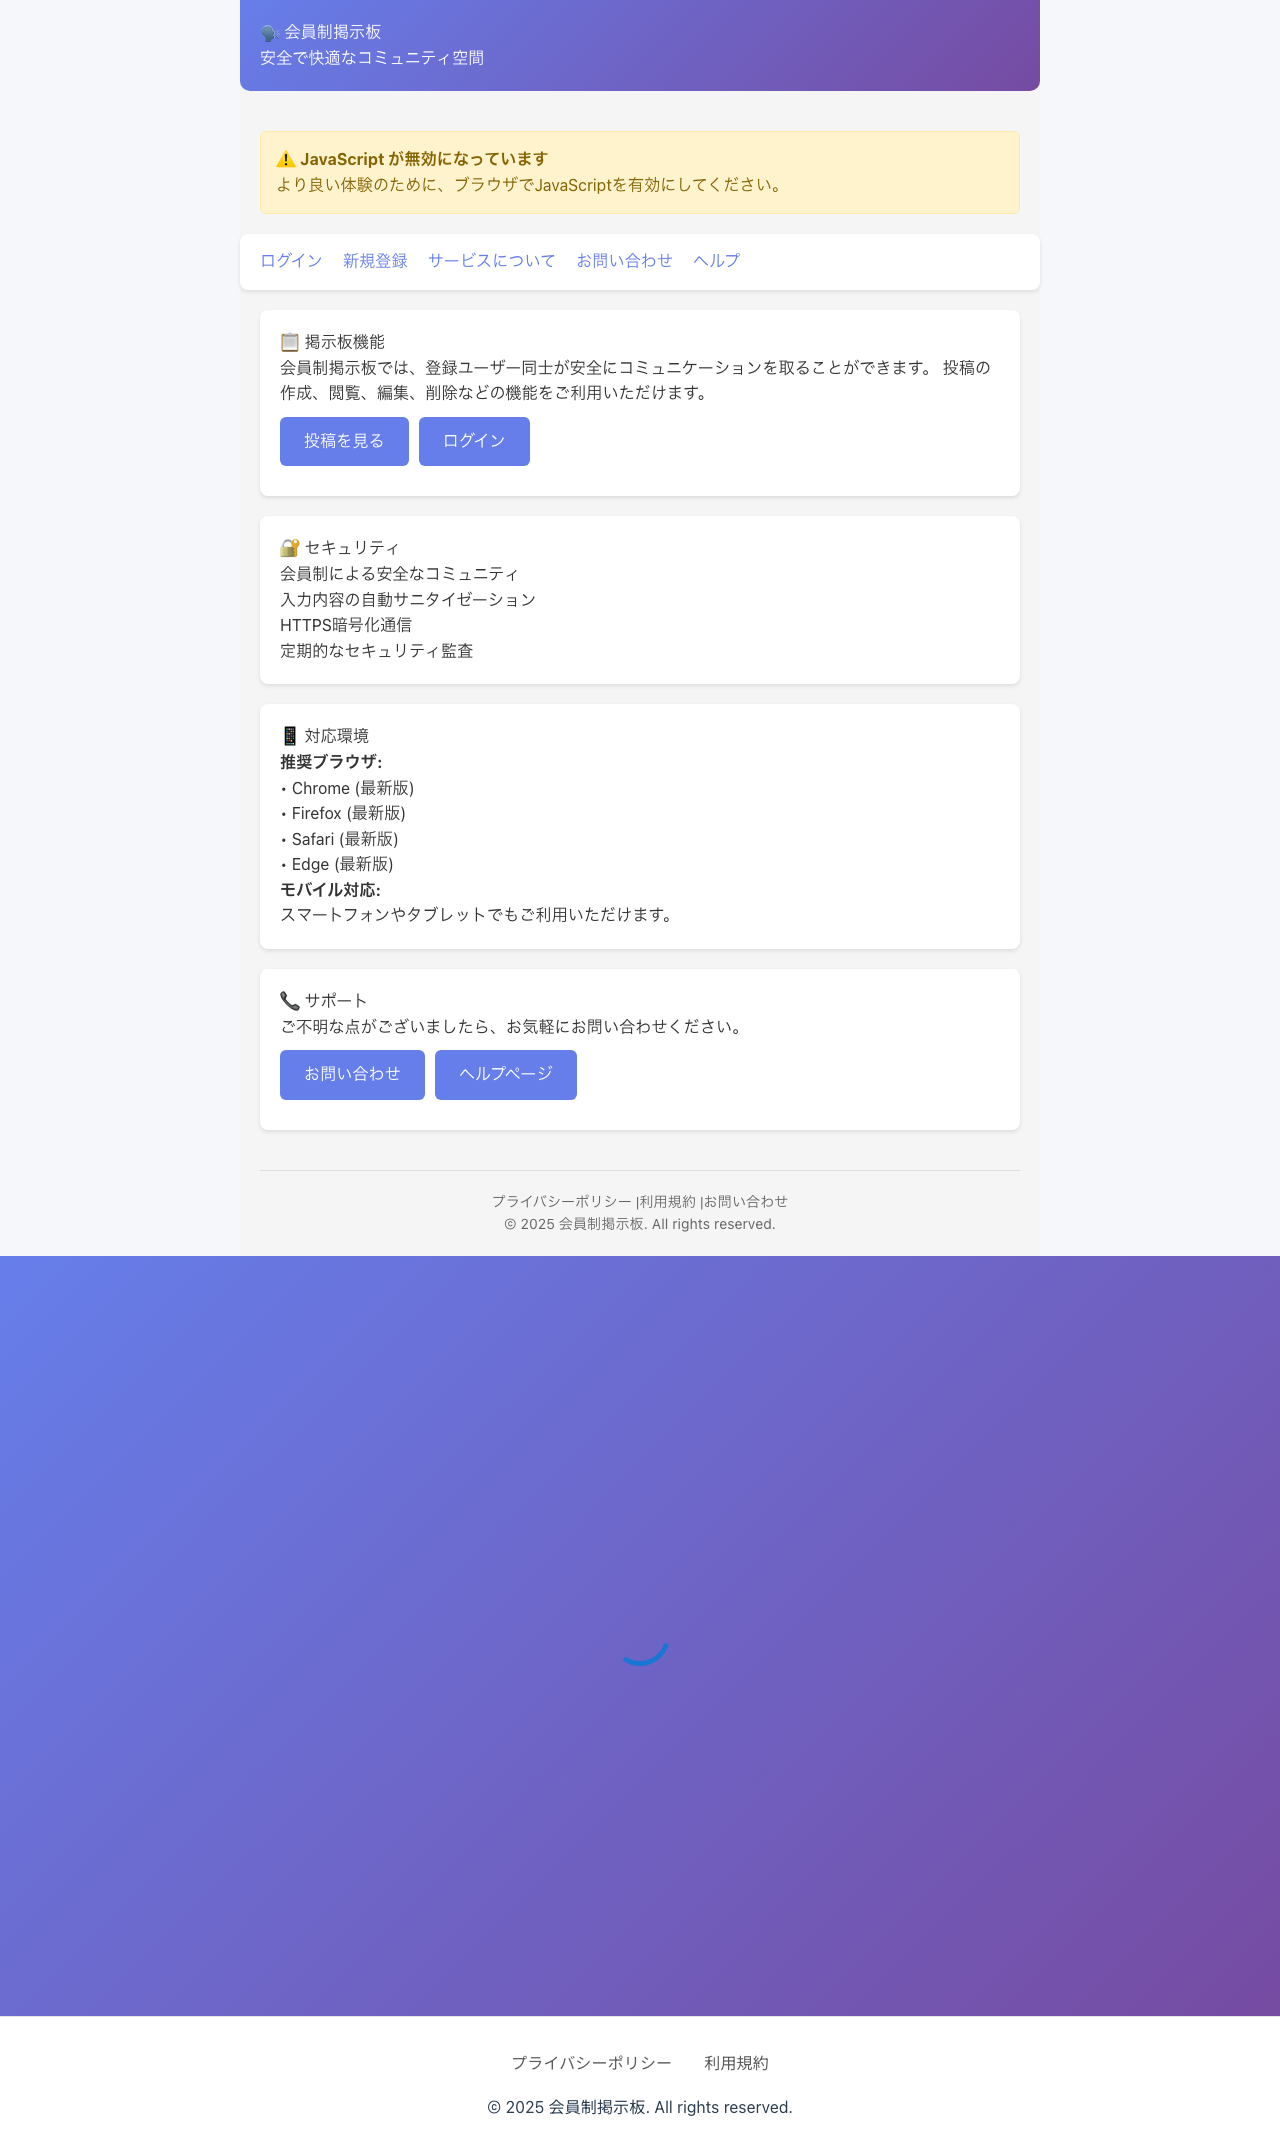 🗣️ 会員制掲示板
安全で快適なコミュニティ空間
⚠️ JavaScript が無効になっています
より良い体験のために、ブラウザでJavaScriptを有効にしてください。
ログイン 新規登録 サービスについて お問い合わせ ヘルプ
📋 掲示板機能
会員制掲示板では、登録ユーザー同士が安全にコミュニケーションを取ることができます。 投稿の
作成、閲覧、編集、削除などの機能をご利用いただけます。
投稿を見る ログイン
🔐 セキュリティ
会員制による安全なコミュニティ
入力内容の自動サニタイゼーション
HTTPS暗号化通信
定期的なセキュリティ監査
📱 対応環境
推奨ブラウザ:
• Chrome (最新版)
• Firefox (最新版)
• Safari (最新版)
• Edge (最新版)
モバイル対応:
スマートフォンやタブレットでもご利用いただけます。
📞 サポート
ご不明な点がございましたら、お気軽にお問い合わせください。
お問い合わせ ヘルプページ
プライバシーポリシー |利用規約 |お問い合わせ
© 2025 会員制掲示板. All rights reserved.
プライバシーポリシー 利用規約
© 2025 会員制掲示板. All rights reserved.